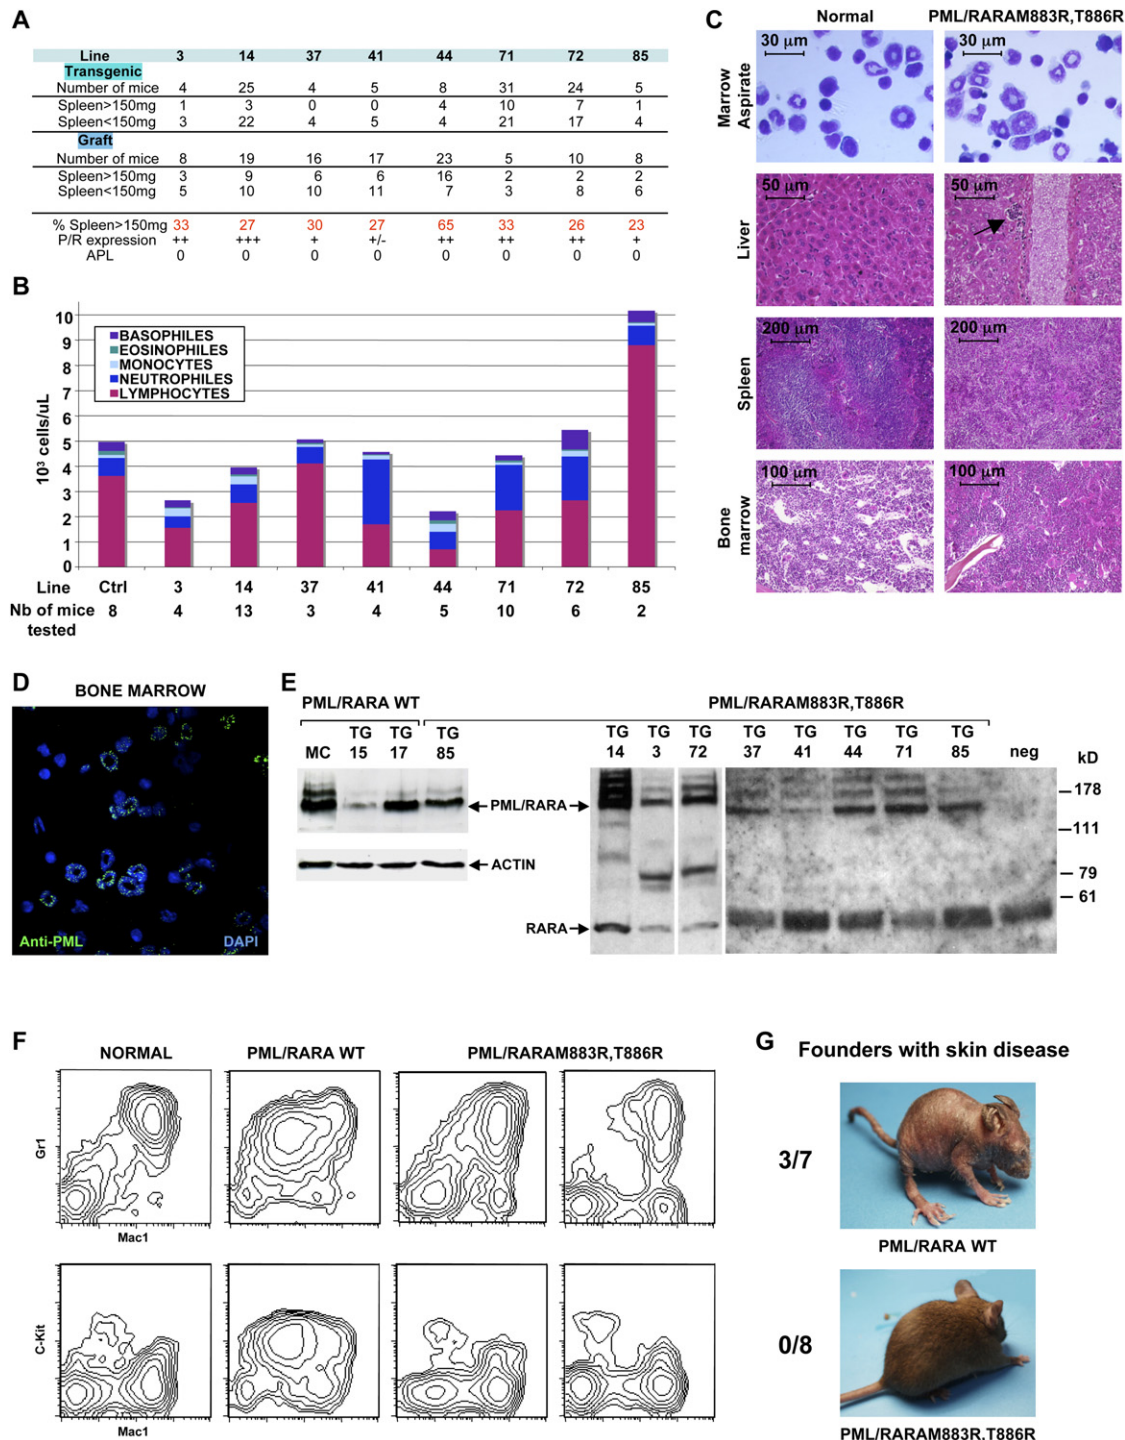 A
Line 3 14 37 41 44 71 72 85
Transgenic
Number of mice 4 25 4 5 8 31 24 5
Spleen>150mg 1 3 0 0 4 10 7 1
Spleen<150mg 3 22 4 5 4 21 17 4
Graft
Number of mice 8 19 16 17 23 5 10 8
Spleen>150mg 3 9 6 6 16 2 2 2
Spleen<150mg 5 10 10 11 7 3 8 6
% Spleen>150mg 33 27 30 27 65 33 26 23
P/R expression ++ +++ + +/- ++ ++ ++ +
APL 0 0 0 0 0 0 0 0
B
10
9
8
7
6
5
4
3
2
1
0
10³ cells/uL
BASOPHILES
EOSINOPHILES
MONOCYTES
NEUTROPHILES
LYMPHOCYTES
Line Ctrl 3 14 37 41 44 71 72 85
Nb of mice 8 4 13 3 4 5 10 6 2
tested
C
Normal PML/RARAM883R,T886R
Marrow
Aspirate
30 µm 30 µm
Liver
50 µm 50 µm
Spleen
200 µm 200 µm
Bone
marrow
100 µm 100 µm
D
BONE MARROW
Anti-PML DAPI
E
PML/RARA WT PML/RARAM883R,T886R
TG TG TG TG TG TG TG TG TG TG TG
MC 15 17 85 14 3 72 37 41 44 71 85 neg kD
PML/RARA
ACTIN
RARA
178
111
79
61
F
NORMAL PML/RARA WT PML/RARAM883R,T886R
Gr1
Mac1
C-Kit
Mac1
G
Founders with skin disease
3/7
PML/RARA WT
0/8
PML/RARAM883R,T886R